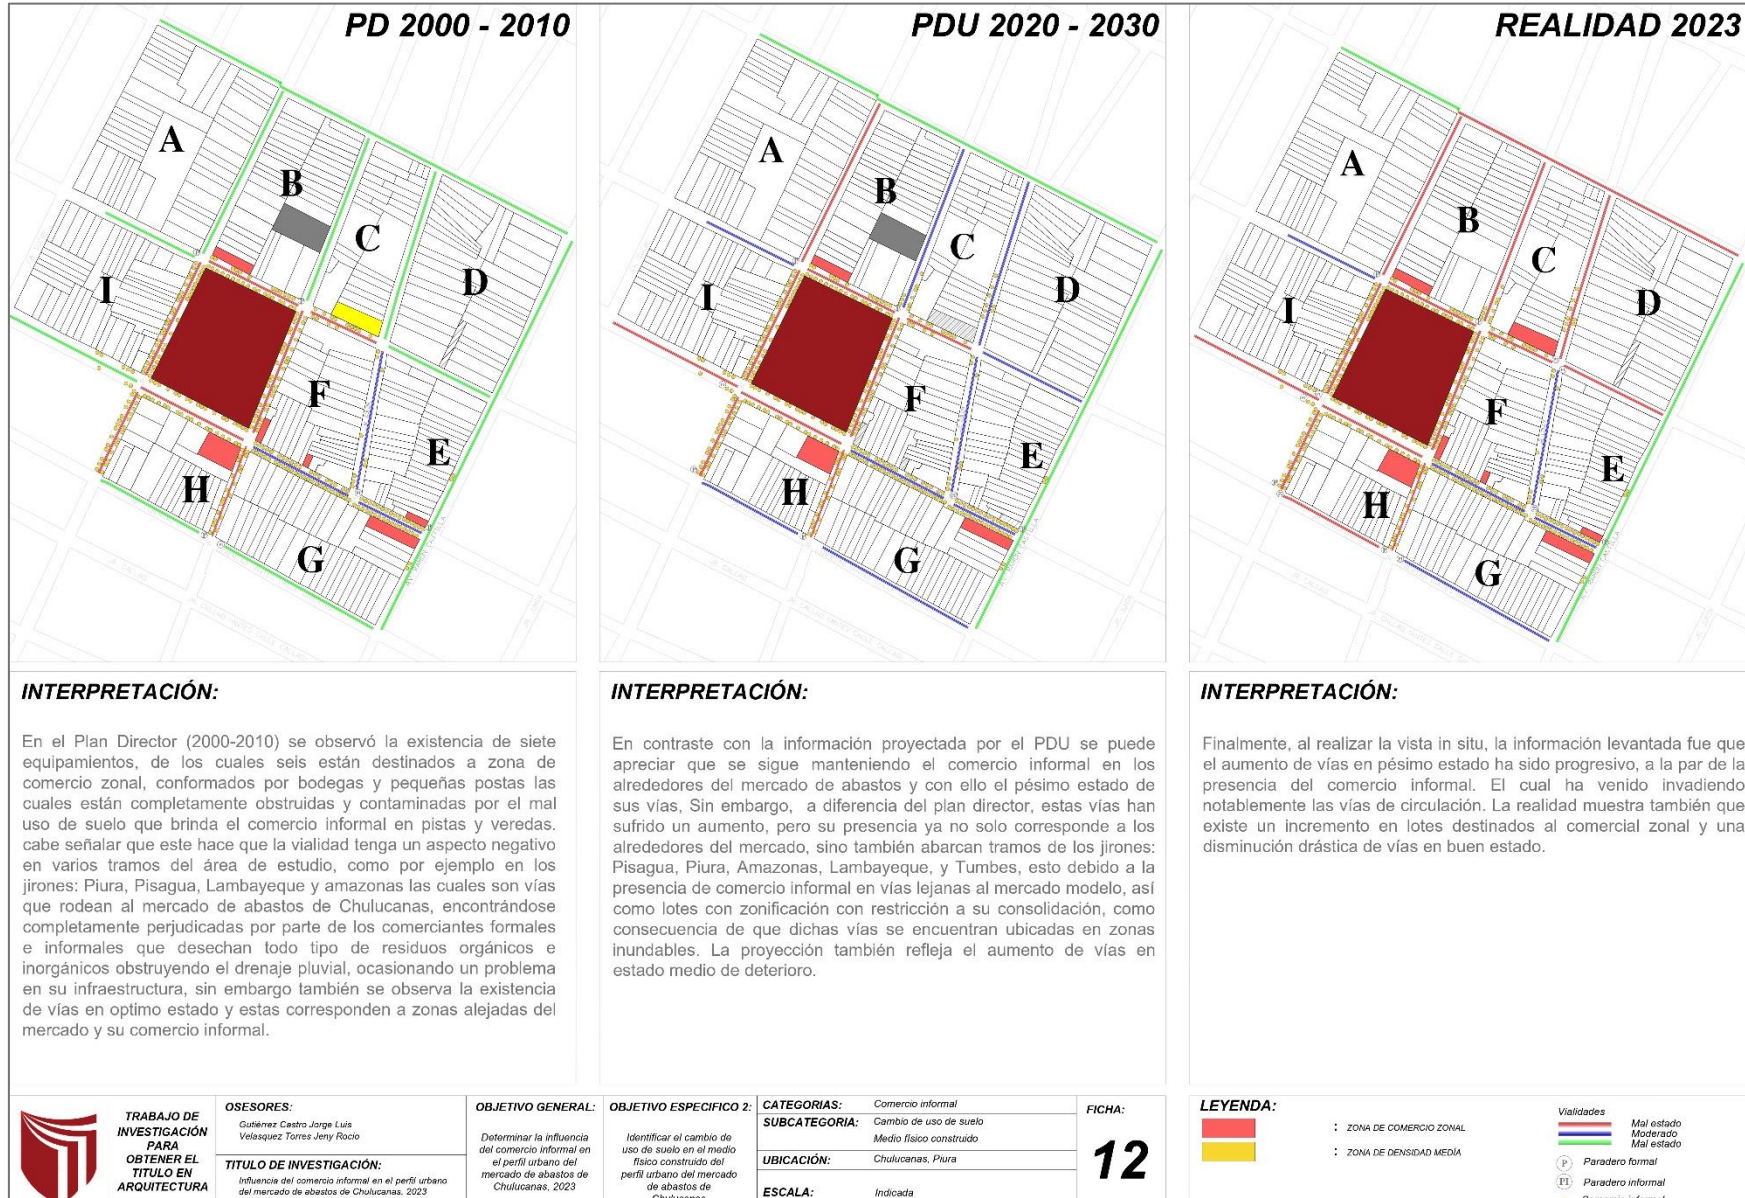 PD 2000 - 2010
A
B
C
D
I
F
E
H
G
PDU 2020 - 2030
A
B
C
D
I
F
E
H
G
REALIDAD 2023
A
B
C
D
I
F
E
H
G
INTERPRETACIÓN:
En el Plan Director (2000-2010) se observó la existencia de siete
equipamientos, de los cuales seis están destinados a zona de
comercio zonal, conformados por bodegas y pequeñas postas las
cuales están completamente obstruidas y contaminadas por el mal
uso de suelo que brinda el comercio informal en pistas y veredas.
cabe señalar que este hace que la vialidad tenga un aspecto negativo
en varios tramos del área de estudio, como por ejemplo en los
jirones: Piura, Pisagua, Lambayeque y amazonas las cuales son vías
que rodean al mercado de abastos de Chulucanas, encontrándose
completamente perjudicadas por parte de los comerciantes formales
e informales que desechan todo tipo de residuos orgánicos e
inorgánicos obstruyendo el drenaje pluvial, ocasionando un problema
en su infraestructura, sin embargo también se observa la existencia
de vías en optimo estado y estas corresponden a zonas alejadas del
mercado y su comercio informal.
INTERPRETACIÓN:
En contraste con la información proyectada por el PDU se puede
apreciar que se sigue manteniendo el comercio informal en los
alrededores del mercado de abastos y con ello el pésimo estado de
sus vías, Sin embargo, a diferencia del plan director, estas vías han
sufrido un aumento, pero su presencia ya no solo corresponde a los
alrededores del mercado, sino también abarcan tramos de los jirones:
Pisagua, Piura, Amazonas, Lambayeque, y Tumbes, esto debido a la
presencia de comercio informal en vías lejanas al mercado modelo, así
como lotes con zonificación con restricción a su consolidación, como
consecuencia de que dichas vías se encuentran ubicadas en zonas
inundables. La proyección también refleja el aumento de vías en
estado medio de deterioro.
INTERPRETACIÓN:
Finalmente, al realizar la vista in situ, la información levantada fue que
el aumento de vías en pésimo estado ha sido progresivo, a la par de la
presencia del comercio informal. El cual ha venido invadiendo
notablemente las vías de circulación. La realidad muestra también que
existe un incremento en lotes destinados al comercial zonal y una
disminución drástica de vías en buen estado.
TRABAJO DE
INVESTIGACIÓN
PARA
OBTENER EL
TITULO EN
ARQUITECTURA
OSESORES:
Gutiérrez Castro Jorge Luis
Velasquez Torres Jeny Rocio
TITULO DE INVESTIGACIÓN:
Influencia del comercio informal en el perfil urbano
del mercado de abastos de Chulucanas, 2023
OBJETIVO GENERAL:
Determinar la influencia
del comercio informal en
el perfil urbano del
mercado de abastos de
Chulucanas, 2023
OBJETIVO ESPECIFICO 2:
Identificar el cambio de
uso de suelo en el medio
físico construido del
perfil urbano del mercado
de abastos de
CATEGORIAS: Comercio informal
SUBCATEGORIA: Cambio de uso de suelo
Medio físico construido
UBICACIÓN: Chulucanas, Piura
ESCALA: Indicada
FICHA:
12
LEYENDA:
: ZONA DE COMERCIO ZONAL
: ZONA DE DENSIDAD MEDÍA
Vialidades
Mal estado
Moderado
Mal estado
P Paradero formal
PI Paradero informal